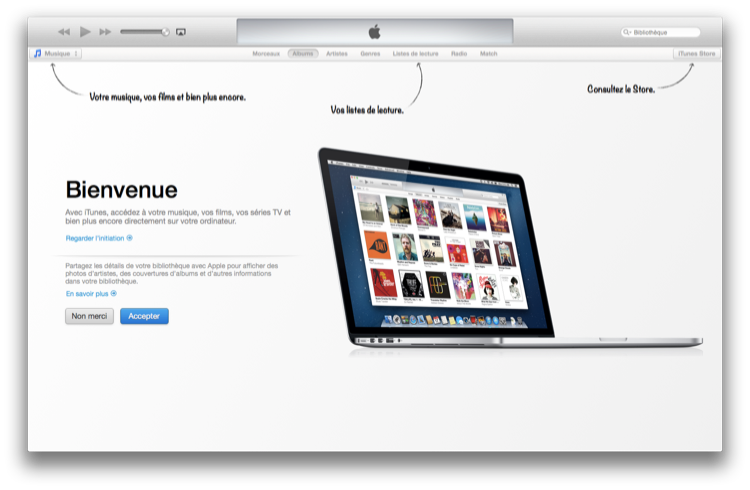 Bibliothèque
Musique
Morceaux Albums Artistes Genres Listes de lecture Radio Match
iTunes Store
Votre musique, vos films et bien plus encore.
Vos listes de lecture.
Consultez le Store.
Bienvenue
Avec iTunes, accédez à votre musique, vos films, vos séries TV et
bien plus encore directement sur votre ordinateur.
Regarder l'initiation
Partagez les détails de votre bibliothèque avec Apple pour afficher des
photos d'artistes, des couvertures d'albums et d'autres informations
dans votre bibliothèque.
En savoir plus
Non merci Accepter